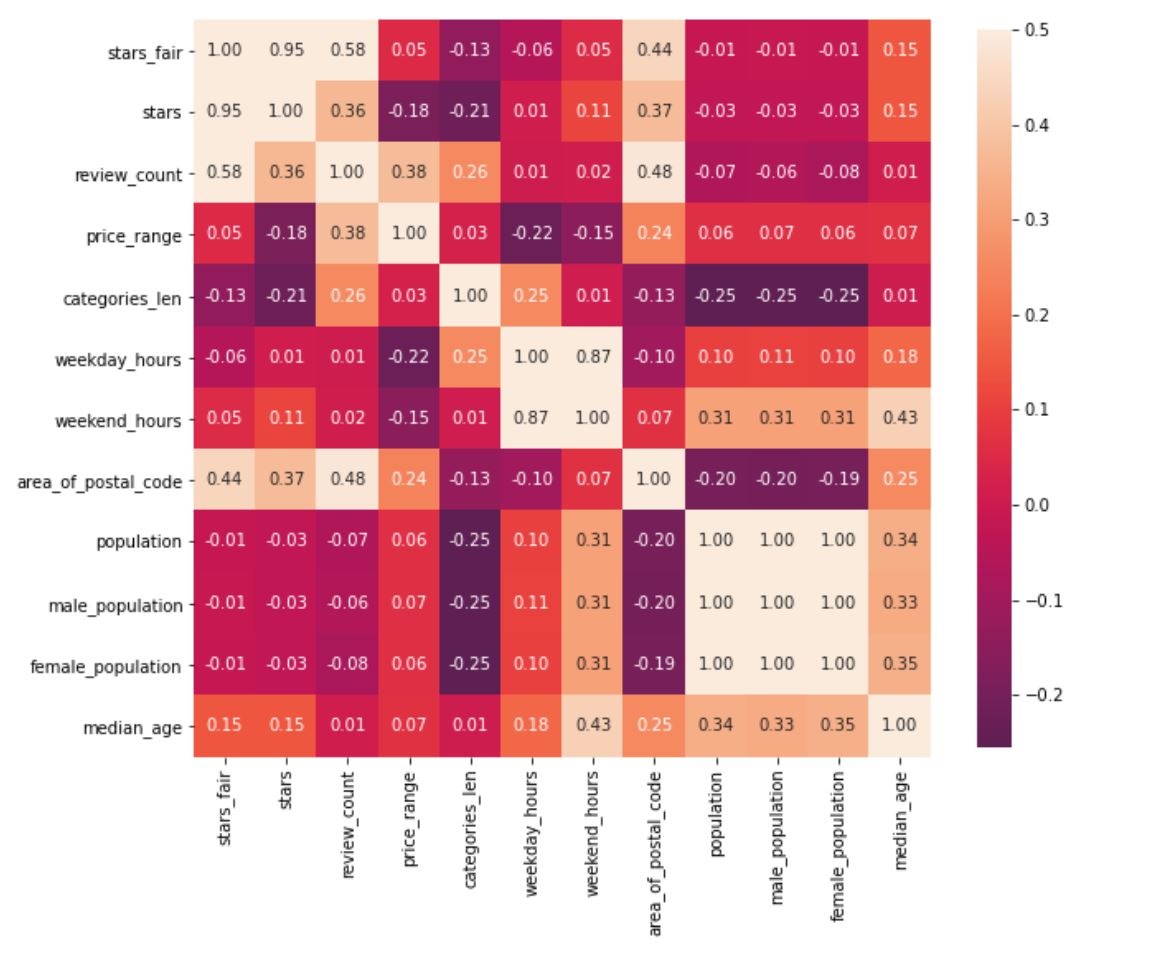 stars_fair 1.00 0.95 0.58 0.05 -0.13 -0.06 0.05 0.44 -0.01 -0.01 -0.01 0.15
stars 0.95 1.00 0.36 -0.18 -0.21 0.01 0.11 0.37 -0.03 -0.03 -0.03 0.15
review_count 0.58 0.36 1.00 0.38 0.26 0.01 0.02 0.48 -0.07 -0.06 -0.08 0.01
price_range 0.05 -0.18 0.38 1.00 0.03 -0.22 -0.15 0.24 0.06 0.07 0.06 0.07
categories_len -0.13 -0.21 0.26 0.03 1.00 0.25 0.01 -0.13 -0.25 -0.25 -0.25 0.01
weekday_hours -0.06 0.01 0.01 -0.22 0.25 1.00 0.87 -0.10 0.10 0.11 0.10 0.18
weekend_hours 0.05 0.11 0.02 -0.15 0.01 0.87 1.00 0.07 0.31 0.31 0.31 0.43
area_of_postal_code 0.44 0.37 0.48 0.24 -0.13 -0.10 0.07 1.00 -0.20 -0.20 -0.19 0.25
population -0.01 -0.03 -0.07 0.06 -0.25 0.10 0.31 -0.20 1.00 1.00 1.00 0.34
male_population -0.01 -0.03 -0.06 0.07 -0.25 0.11 0.31 -0.20 1.00 1.00 1.00 0.33
female_population -0.01 -0.03 -0.08 0.06 -0.25 0.10 0.31 -0.19 1.00 1.00 1.00 0.35
median_age 0.15 0.15 0.01 0.07 0.01 0.18 0.43 0.25 0.34 0.33 0.35 1.00
stars_fair
stars
review_count
price_range
categories_len
weekday_hours
weekend_hours
area_of_postal_code
population
male_population
female_population
median_age
0.5
0.4
0.3
0.2
0.1
0.0
−0.1
−0.2